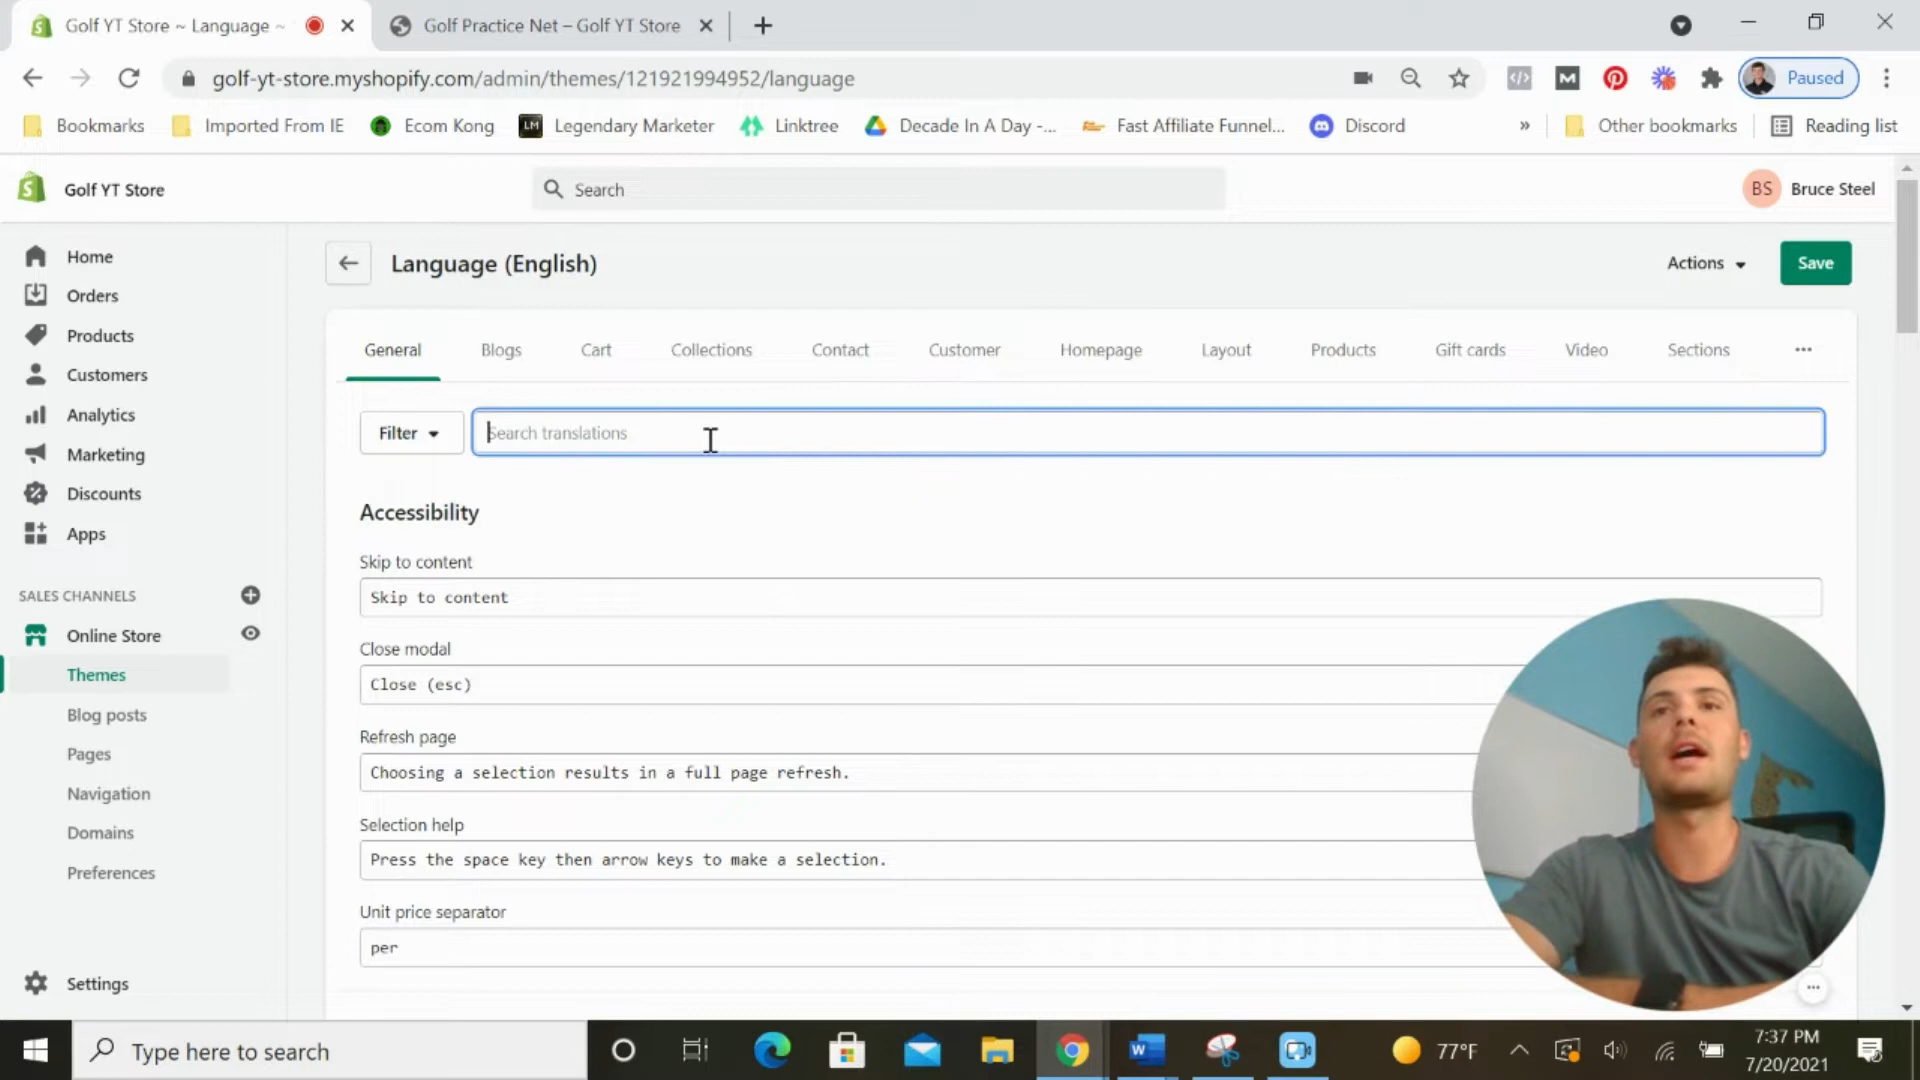 Golf YT Store ~ Language ~
Golf Practice Net – Golf YT Store
golf-yt-store.myshopify.com/admin/themes/121921994952/language
Paused
Bookmarks
Imported From IE
Ecom Kong
LM
Legendary Marketer
Linktree
Decade In A Day -...
Fast Affiliate Funnel...
Discord
»
Other bookmarks
Reading list
Golf YT Store
Search
BS
Bruce Steel
Home
Orders
Products
Customers
Analytics
Marketing
Discounts
Apps
SALES CHANNELS
Online Store
Themes
Blog posts
Pages
Navigation
Domains
Preferences
Settings
Language (English)
Actions
Save
General
Blogs
Cart
Collections
Contact
Customer
Homepage
Layout
Products
Gift cards
Video
Sections
...
Filter
Search translations
Accessibility
Skip to content
Skip to content
Close modal
Close (esc)
Refresh page
Choosing a selection results in a full page refresh.
Selection help
Press the space key then arrow keys to make a selection.
Unit price separator
per
...
Type here to search
77°F
7:37 PM
7/20/2021